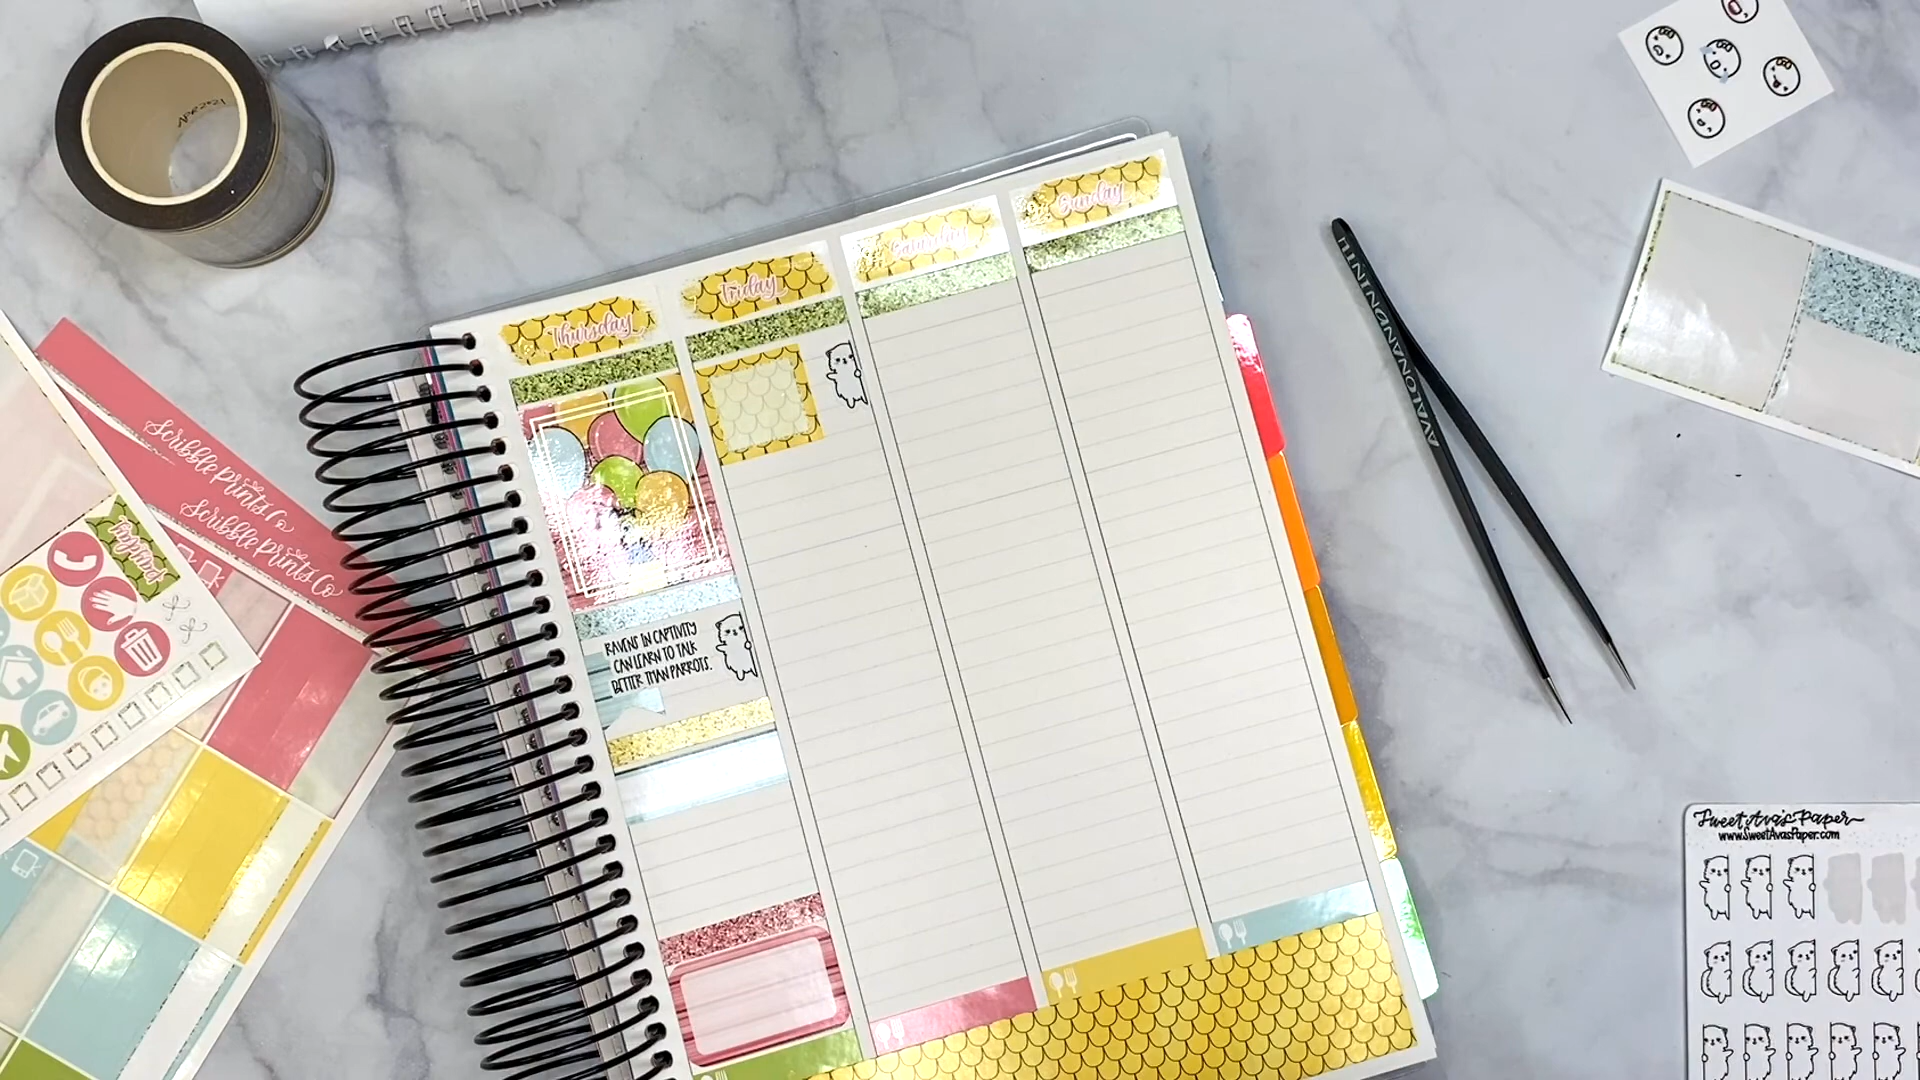 Thursday
Friday
Saturday
Sunday
RAVENS IN CAPTIVITY
CAN LEARN TO TALK
BETTER THAN PARROTS.
Scribble Prints Co
Scribble Prints Co
AVALONANDNINU
Sweet Ava's Paper
www.SweetAvasPaper.com